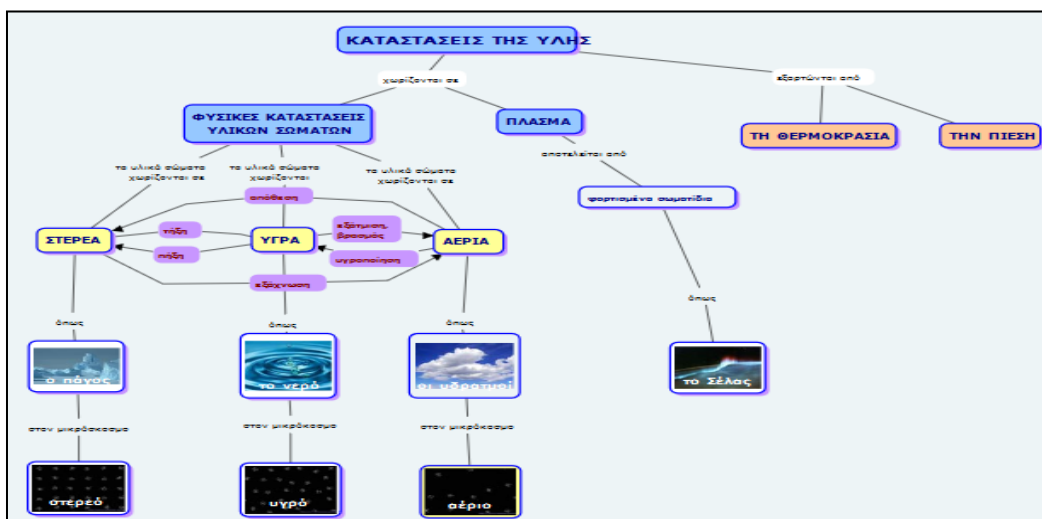 ΚΑΤΑΣΤΑΣΕΙΣ ΤΗΣ ΥΛΗΣ
χωρίζονται σε
εξαρτώνται από
ΦΥΣΙΚΕΣ ΚΑΤΑΣΤΑΣΕΙΣ
ΥΛΙΚΩΝ ΣΩΜΑΤΩΝ
ΠΛΑΣΜΑ
ΤΗ ΘΕΡΜΟΚΡΑΣΙΑ
ΤΗΝ ΠΙΕΣΗ
αποτελείται από
τα υλικά σώματα
χωρίζονται σε
τα υλικά σώματα
χωρίζονται
τα υλικά σώματα
χωρίζονται σε
φορτισμένα σωματίδια
απόθεση
τήξη
εξάτμιση,
βρασμός
ΣΤΕΡΕΑ
ΥΓΡΑ
ΑΕΡΙΑ
πήξη
υγροποίηση
εξάχνωση
όπως
όπως
όπως
όπως
ο πάγος
το νερό
οι υδρατμοί
το Σέλας
στον μικρόσκοσμο
στον μικρόκοσμο
στον μικρόκοσμο
στερεό
υγρό
αέριο